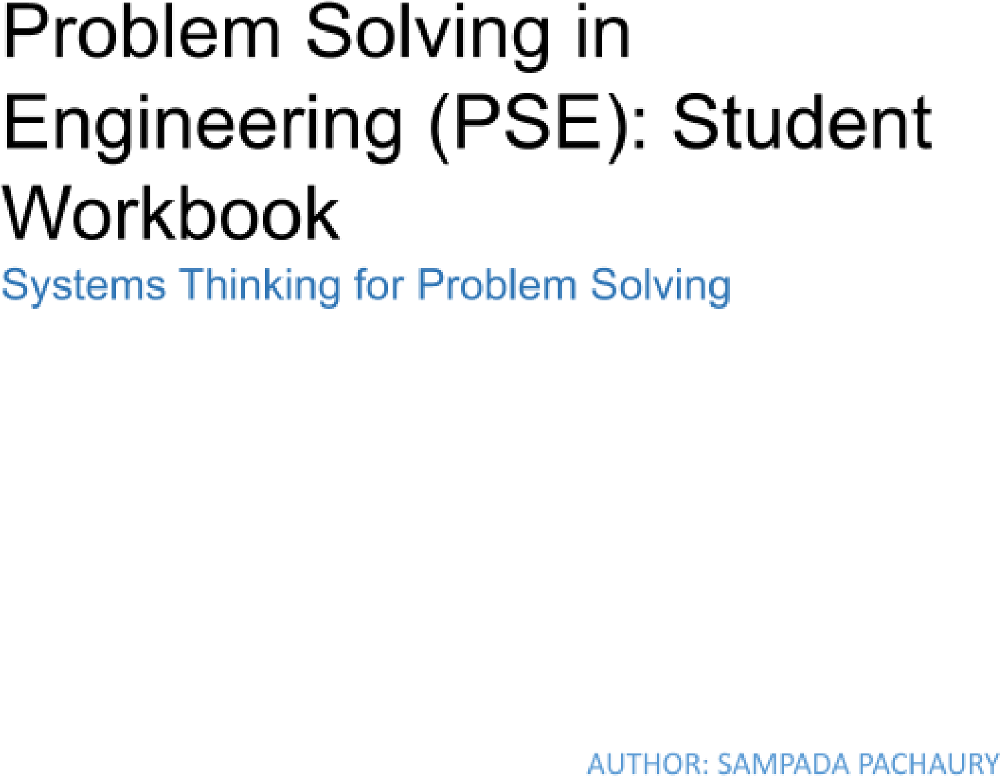 Problem Solving in
Engineering (PSE): Student
Workbook
Systems Thinking for Problem Solving
AUTHOR: SAMPADA PACHAURY